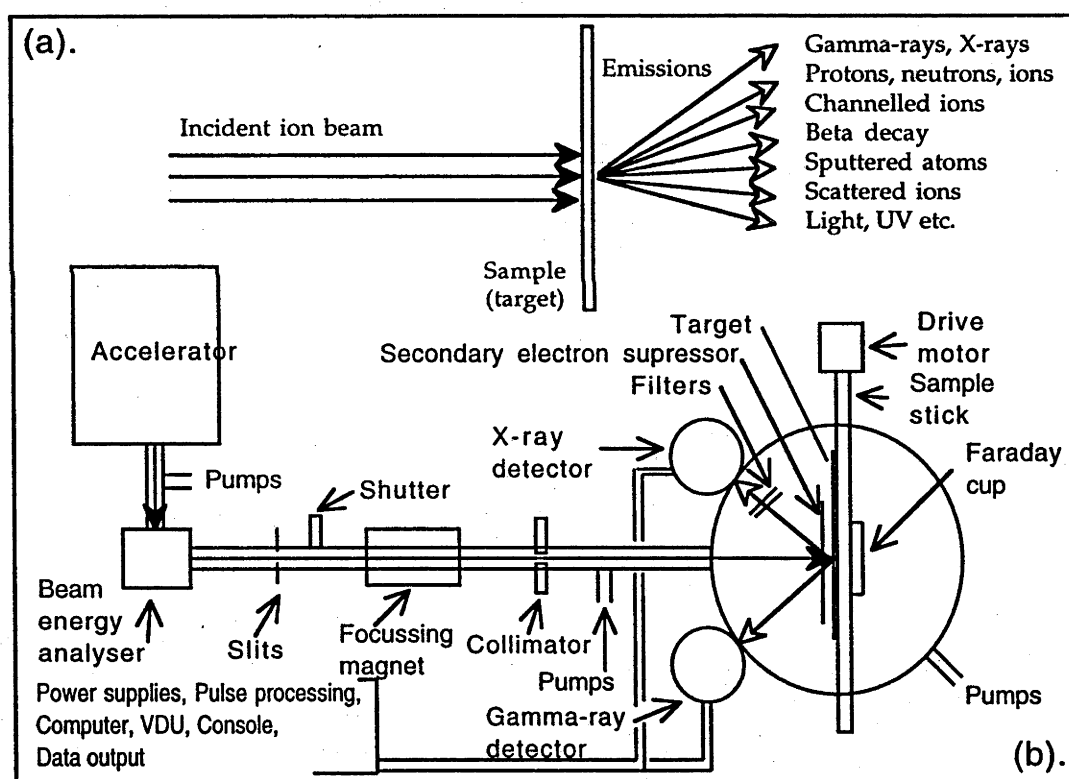 (a).
Gamma-rays, X-rays
Emissions
Protons, neutrons, ions
Channelled ions
Incident ion beam
Beta decay
Sputtered atoms
Scattered ions
Light, UV etc.
Sample
(target)
Accelerator
Target
Secondary electron supressor
Filters
Drive
motor
Sample
stick
X-ray
detector
Faraday
cup
Pumps
Shutter
Beam
energy
analyser
Slits
Focussing
magnet
Collimator
Pumps
Gamma-ray
detector
Pumps
Power supplies, Pulse processing,
Computer, VDU, Console,
Data output
(b).